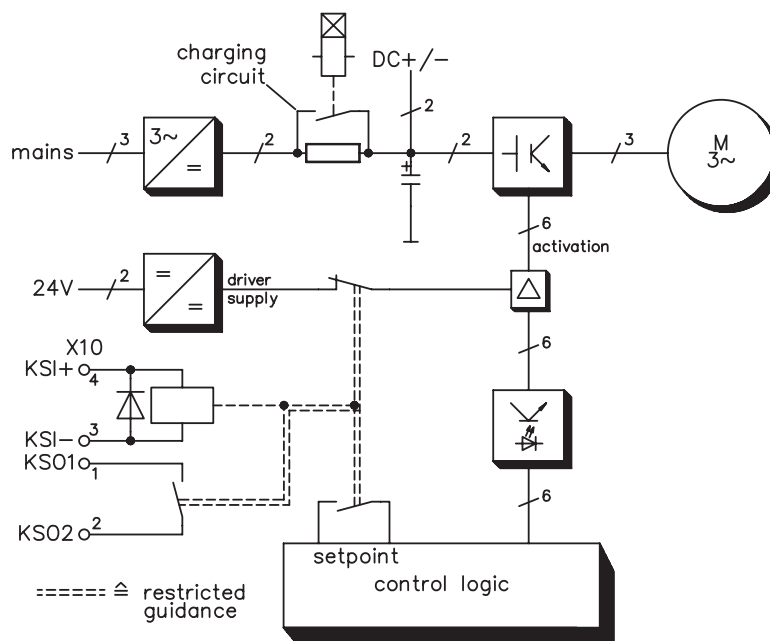 charging
circuit
DC+/-
2
mains
3
3~
=
2
+
2
3
M
3~
6
activation
24V
2
=
=
driver
supply
6
X10
KSI+
4
KSI-
3
KSO1
1
KSO2
2
6
setpoint
control logic
≙ restricted
guidance